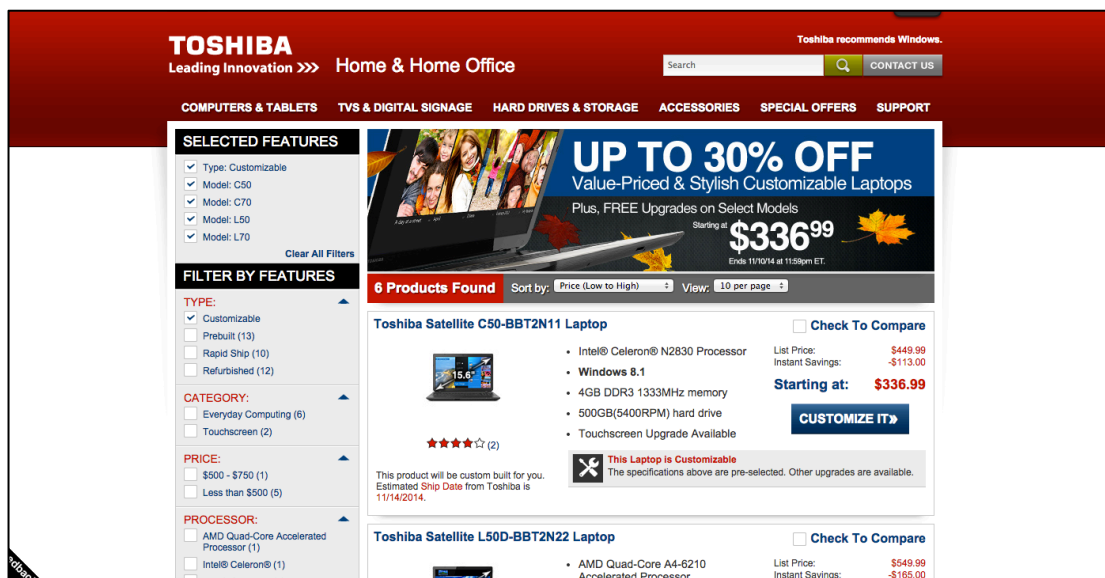 Toshiba recommends Windows.
TOSHIBA
Leading Innovation >>>
Home & Home Office
Search
CONTACT US
COMPUTERS & TABLETS
TVS & DIGITAL SIGNAGE
HARD DRIVES & STORAGE
ACCESSORIES
SPECIAL OFFERS
SUPPORT
SELECTED FEATURES
Type: Customizable
Model: C50
Model: C70
Model: L50
Model: L70
Clear All Filters
FILTER BY FEATURES
TYPE:
Customizable
Prebuilt (13)
Rapid Ship (10)
Refurbished (12)
CATEGORY:
Everyday Computing (6)
Touchscreen (2)
PRICE:
$500 - $750 (1)
Less than $500 (5)
PROCESSOR:
AMD Quad-Core Accelerated
Processor (1)
Intel® Celeron® (1)
UP TO 30% OFF
Value-Priced & Stylish Customizable Laptops
Plus, FREE Upgrades on Select Models
Starting at $336⁹⁹
Ends 11/10/14 at 11:59pm ET.
6 Products Found
Sort by: Price (Low to High)
View: 10 per page
Toshiba Satellite C50-BBT2N11 Laptop
Check To Compare
15.6"
(2)
This product will be custom built for you.
Estimated Ship Date from Toshiba is
11/14/2014.
• Intel® Celeron® N2830 Processor
• Windows 8.1
• 4GB DDR3 1333MHz memory
• 500GB(5400RPM) hard drive
• Touchscreen Upgrade Available
List Price: $449.99
Instant Savings: -$113.00
Starting at: $336.99
CUSTOMIZE IT»
This Laptop is Customizable
The specifications above are pre-selected. Other upgrades are available.
Toshiba Satellite L50D-BBT2N22 Laptop
Check To Compare
• AMD Quad-Core A4-6210
Accelerated Processor
List Price: $549.99
Instant Savings: -$165.00